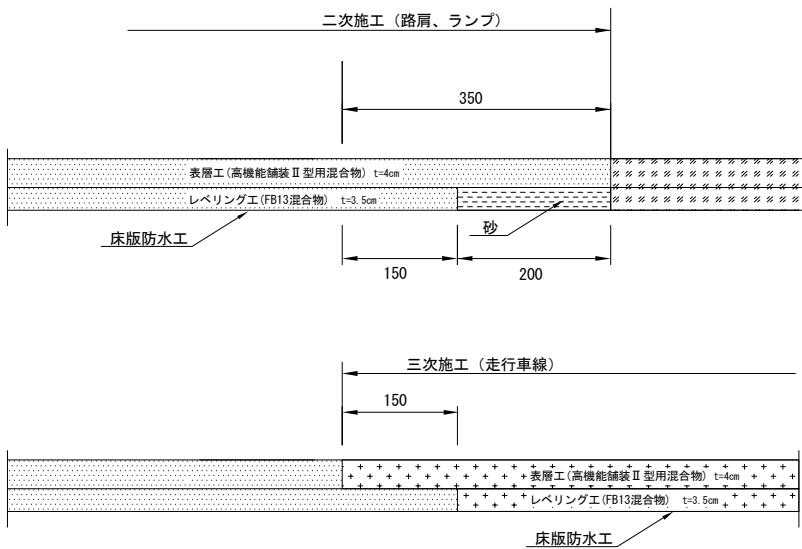 二次施工（路肩、ランプ）
350
表層工(高機能舗装Ⅱ型用混合物) t=4cm
レベリング工(FB13混合物) t=3.5cm
床版防水工
砂
150
200
三次施工（走行車線）
150
表層工(高機能舗装Ⅱ型用混合物) t=4cm
レベリング工(FB13混合物) t=3.5cm
床版防水工